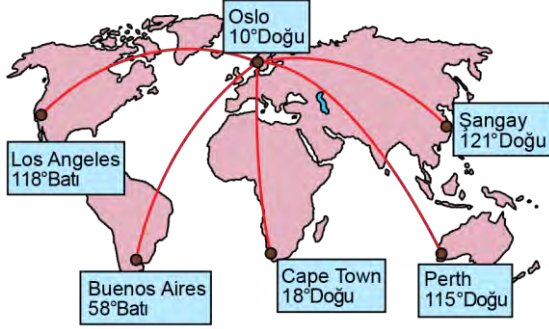 Oslo
10°Doğu
Şangay
121°Doğu
Los Angeles
118°Batı
Buenos Aires
58°Batı
Cape Town
18°Doğu
Perth
115°Doğu